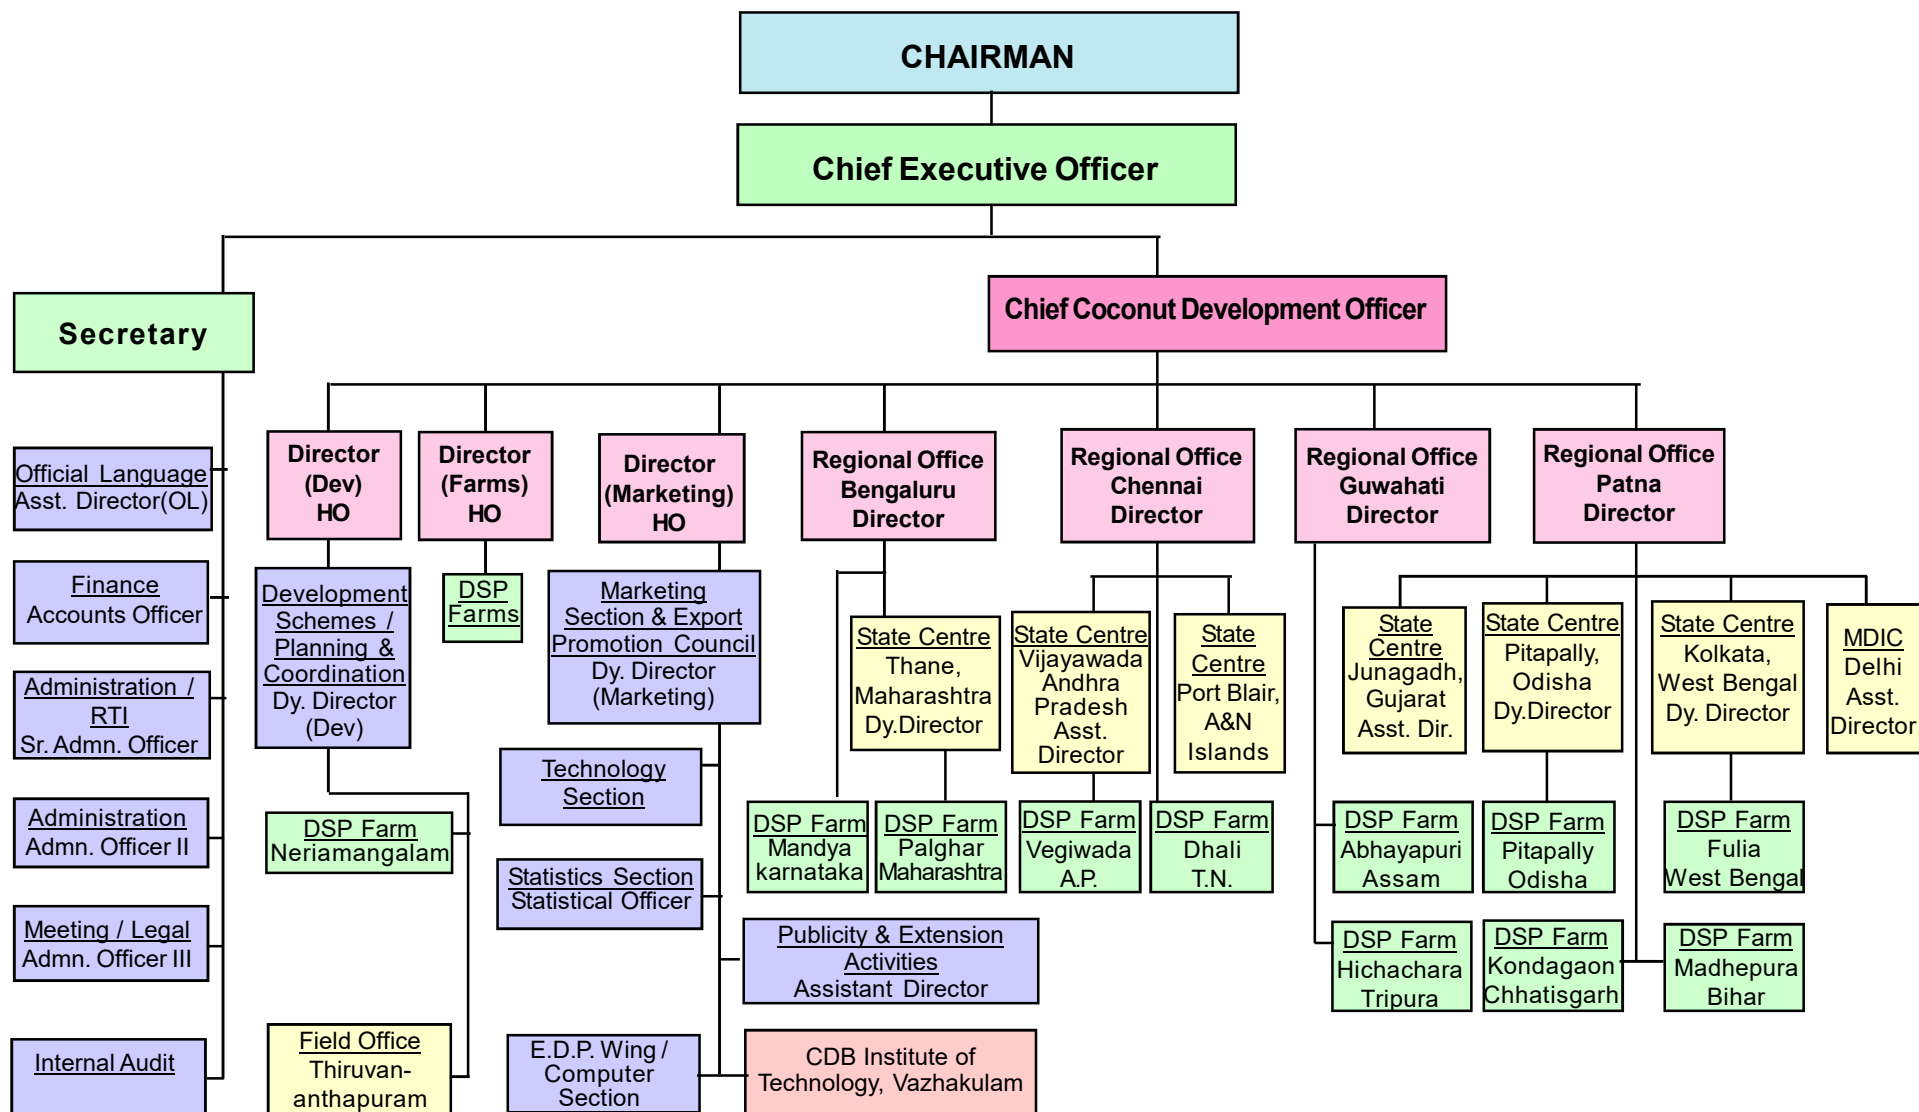 CHAIRMAN
Chief Executive Officer
Secretary
Chief Coconut Development Officer
Official Language
Asst. Director(OL)
Finance
Accounts Officer
Administration /
RTI
Sr. Admn. Officer
Administration
Admn. Officer II
Meeting / Legal
Admn. Officer III
Internal Audit
Director
(Dev)
HO
Development
Schemes /
Planning &
Coordination
Dy. Director
(Dev)
DSP Farm
Neriamangalam
Field Office
Thiruvan-
anthapuram
Director
(Farms)
HO
DSP
Farms
Director
(Marketing)
HO
Marketing
Section & Export
Promotion Council
Dy. Director
(Marketing)
Technology
Section
Statistics Section
Statistical Officer
Publicity & Extension
Activities
Assistant Director
E.D.P. Wing /
Computer
Section
CDB Institute of
Technology, Vazhakulam
Regional Office
Bengaluru
Director
State Centre
Thane,
Maharashtra
Dy.Director
DSP Farm
Mandya
karnataka
DSP Farm
Palghar
Maharashtra
Regional Office
Chennai
Director
State Centre
Vijayawada
Andhra
Pradesh
Asst.
Director
State
Centre
Port Blair,
A&N
Islands
DSP Farm
Vegiwada
A.P.
DSP Farm
Dhali
T.N.
Regional Office
Guwahati
Director
DSP Farm
Abhayapuri
Assam
DSP Farm
Hichachara
Tripura
Regional Office
Patna
Director
State
Centre
Junagadh,
Gujarat
Asst. Dir.
State Centre
Pitapally,
Odisha
Dy.Director
State Centre
Kolkata,
West Bengal
Dy. Director
MDIC
Delhi
Asst.
Director
DSP Farm
Pitapally
Odisha
DSP Farm
Fulia
West Bengal
DSP Farm
Kondagaon
Chhatisgarh
DSP Farm
Madhepura
Bihar